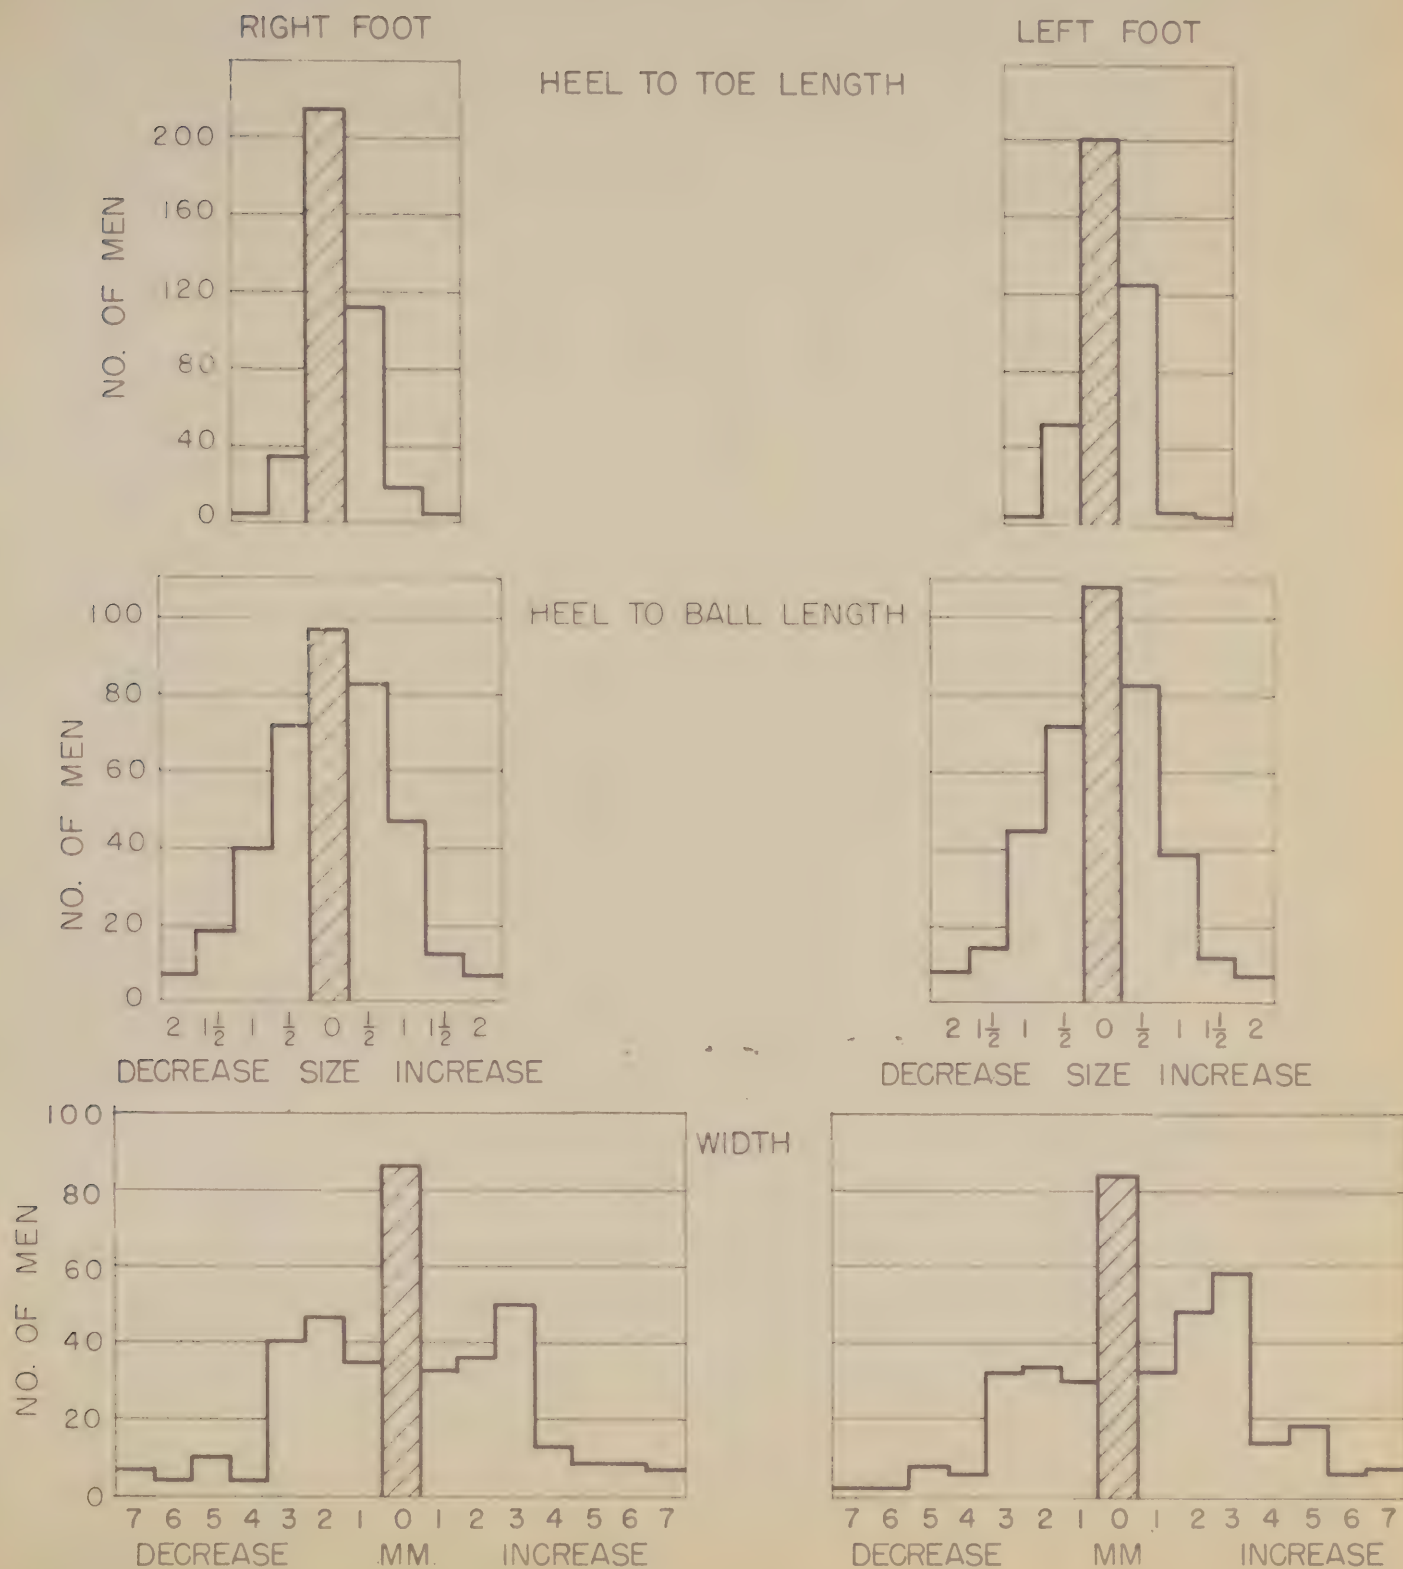 RIGHT FOOT
LEFT FOOT
HEEL TO TOE LENGTH
NO. OF MEN
200
160
120
80
40
0
HEEL TO BALL LENGTH
NO. OF MEN
100
80
60
40
20
0
2 1½ 1 ½ 0 ½ 1 1½ 2
DECREASE SIZE INCREASE
2 1½ 1 ½ 0 ½ 1 1½ 2
DECREASE SIZE INCREASE
WIDTH
NO. OF MEN
100
80
60
40
20
0
7 6 5 4 3 2 1 0 1 2 3 4 5 6 7
DECREASE MM. INCREASE
7 6 5 4 3 2 1 0 1 2 3 4 5 6 7
DECREASE MM INCREASE